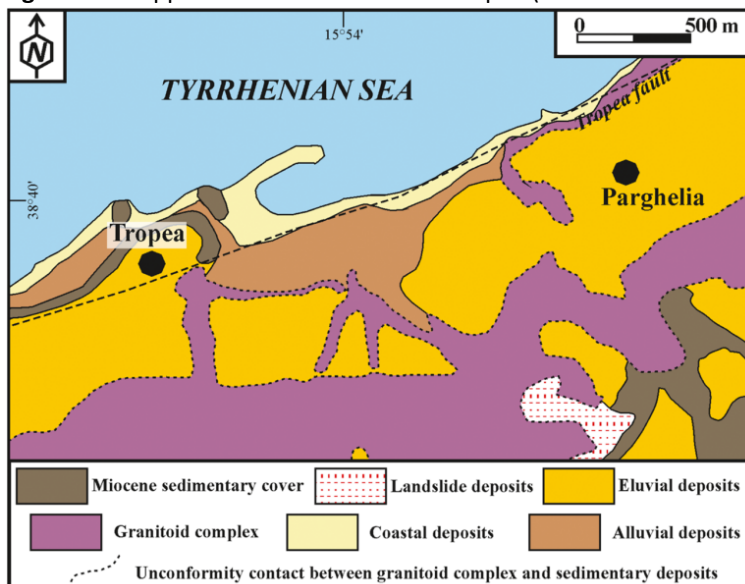 15°54'
0 500 m
N
TYRRHENIAN SEA
Tropea fault
38°40'
Parghelia
Tropea
Miocene sedimentary cover
Landslide deposits
Eluvial deposits
Granitoid complex
Coastal deposits
Alluvial deposits
Unconformity contact between granitoid complex and sedimentary deposits